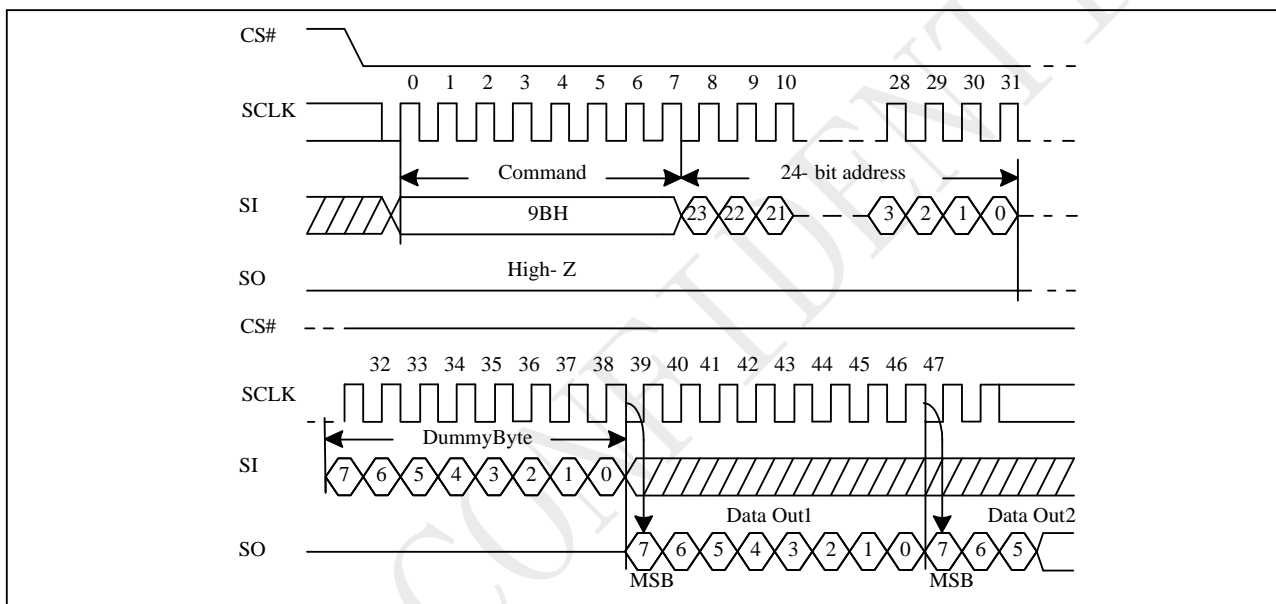 CS#
0 1 2 3 4 5 6 7 8 9 10 28 29 30 31
SCLK
Command 24- bit address
SI 9BH 23 22 21 3 2 1 0
SO High- Z
CS#
32 33 34 35 36 37 38 39 40 41 42 43 44 45 46 47
SCLK
DummyByte
SI 7 6 5 4 3 2 1 0
Data Out1 Data Out2
SO 7 6 5 4 3 2 1 0 7 6 5
MSB MSB
CONFIDENT